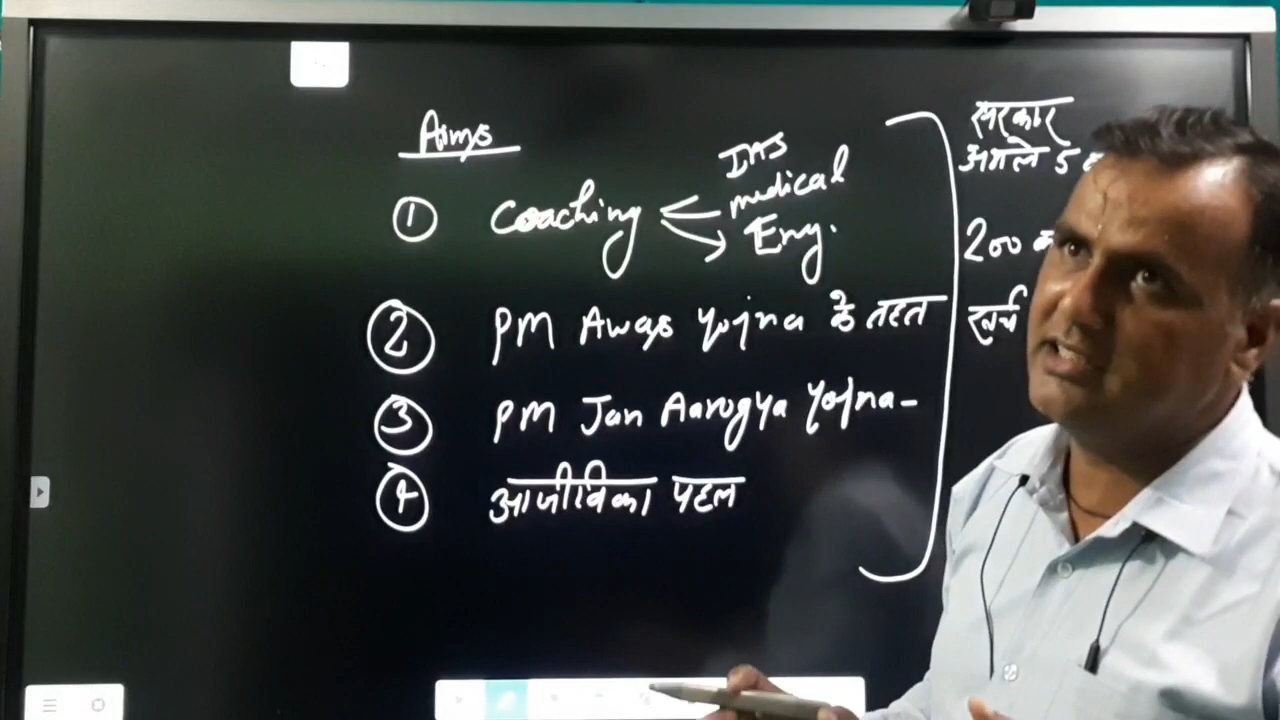 Aims
① Coaching
IAS
medical
Eng.
② PM Awas Yojna के तहत
③ PM Jan Aarogya Yojna -
④ आजीविका पहल
सरकार
अगले 5
200
खर्च